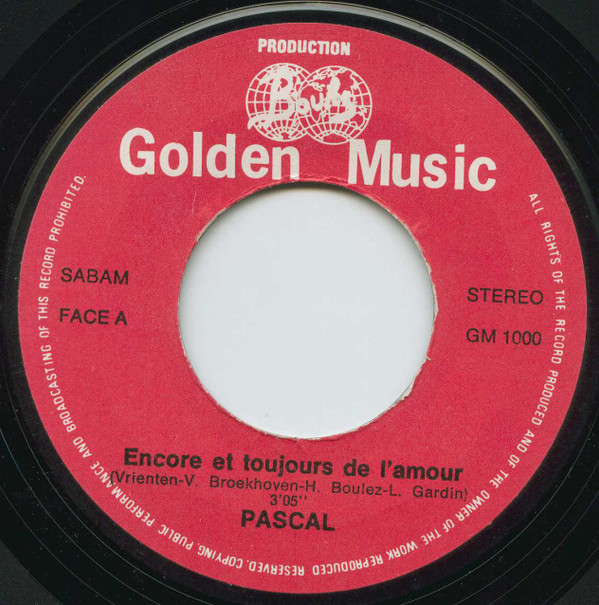 PRODUCTION
Golden Music
SABAM
FACE A
STEREO
GM 1000
Encore et toujours de l'amour
(Vrienten-V. Broekhoven-H. Boulez-L. Gardin)
3'05''
PASCAL
ALL RIGHTS OF THE RECORD PRODUCED AND OF THE OWNER OF THE WORK REPRODUCED RESERVED. COPYING, PUBLIC PERFORMANCE AND BROADCASTING OF THIS RECORD PROHIBITED.